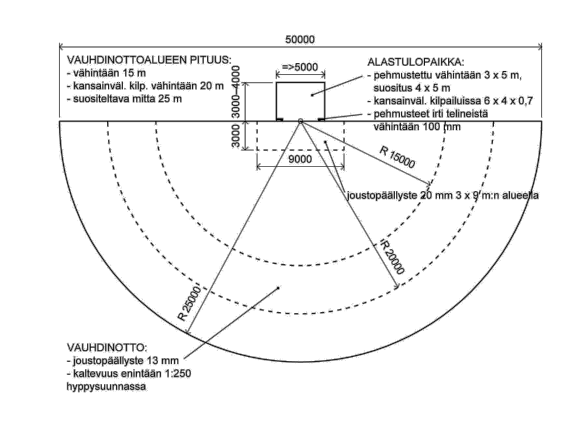 50000
VAUHDINOTTOALUEEN PITUUS:
- vähintään 15 m
- kansainväl. kilp. vähintään 20 m
- suositeltava mitta 25 m
=>5000
3000-4000
ALASTULOPAIKKA:
- pehmustettu vähintään 3 x 5 m,
suositus 4 x 5 m
- kansainväl. kilpailuissa 6 x 4 x 0,7
- pehmusteet irti telineistä
vähintään 100 mm
3000
9000
R 15000
joustopäällyste 20 mm 3 x 9 m:n alueella
R 20000
R 25000
VAUHDINOTTO:
- joustopäällyste 13 mm
- kaltevuus enintään 1:250
hyppysuunnassa